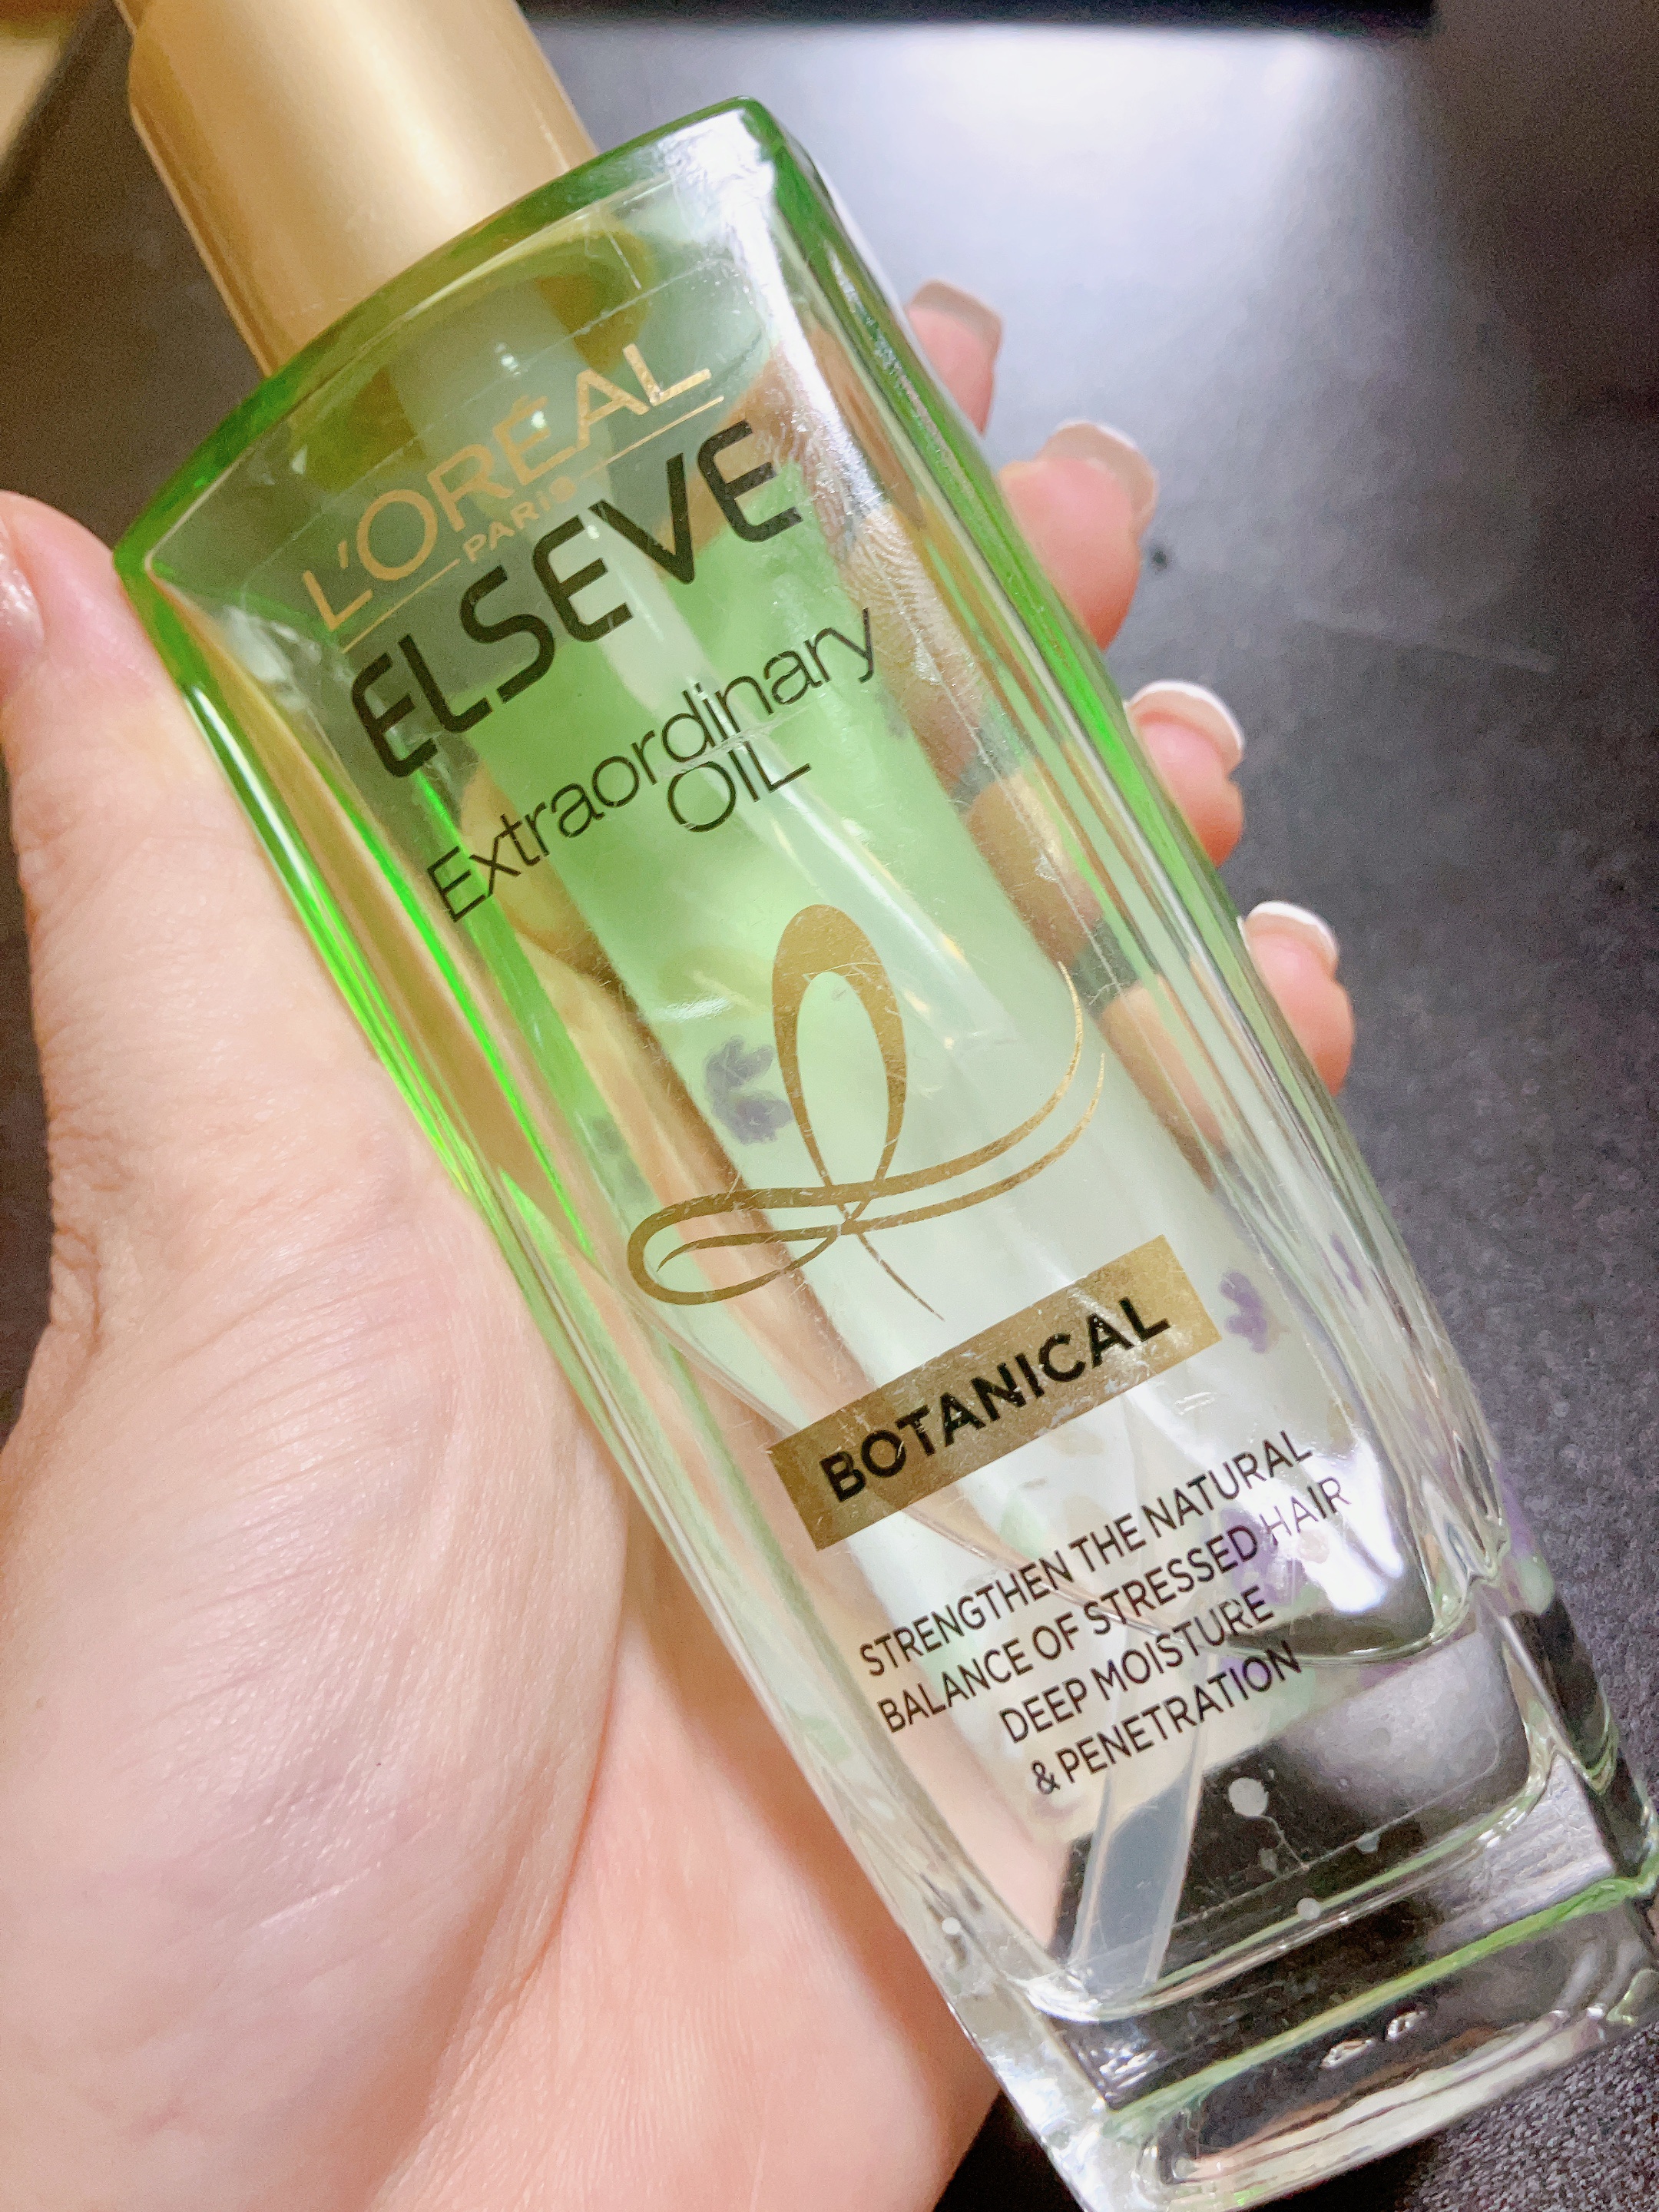 L'ORÉAL
PARIS
ELSEVE
Extraordinary
OIL
BOTANICAL
STRENGTHEN THE NATURAL
BALANCE OF STRESSED HAIR
DEEP MOISTURE
& PENETRATION